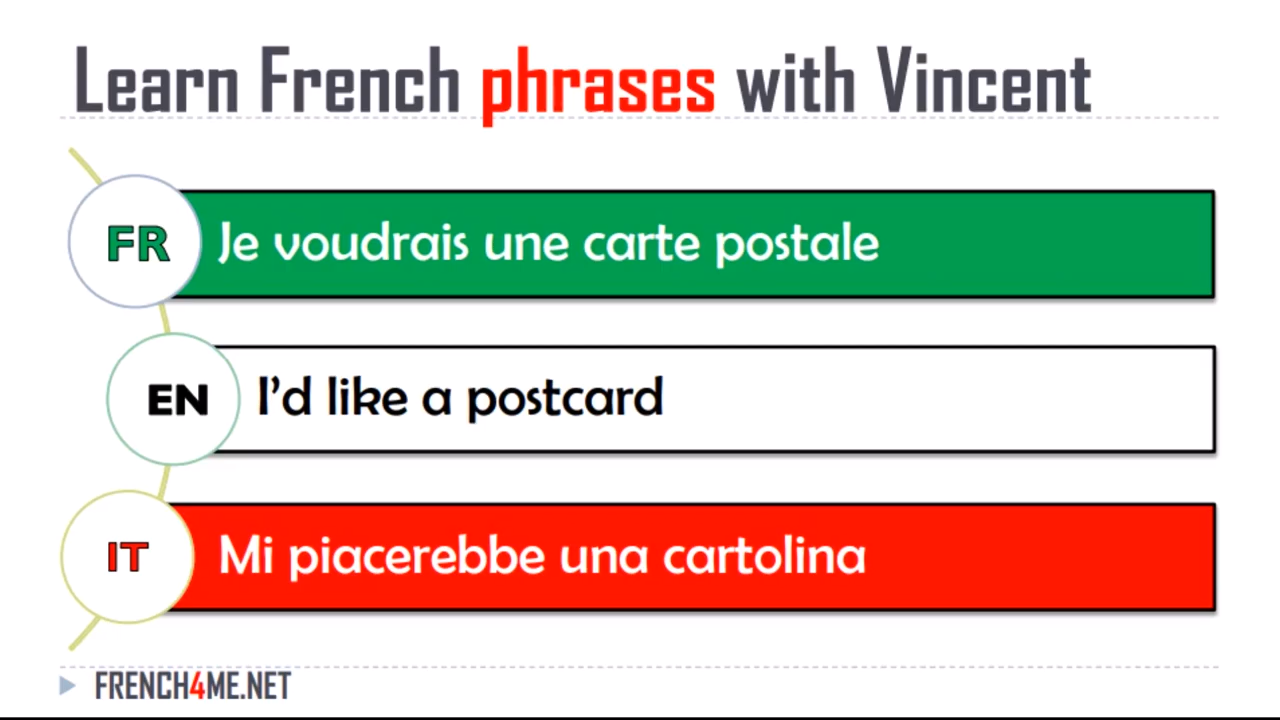 Learn French phrases with Vincent
FR Je voudrais une carte postale
EN I'd like a postcard
IT Mi piacerebbe una cartolina
FRENCH4ME.NET